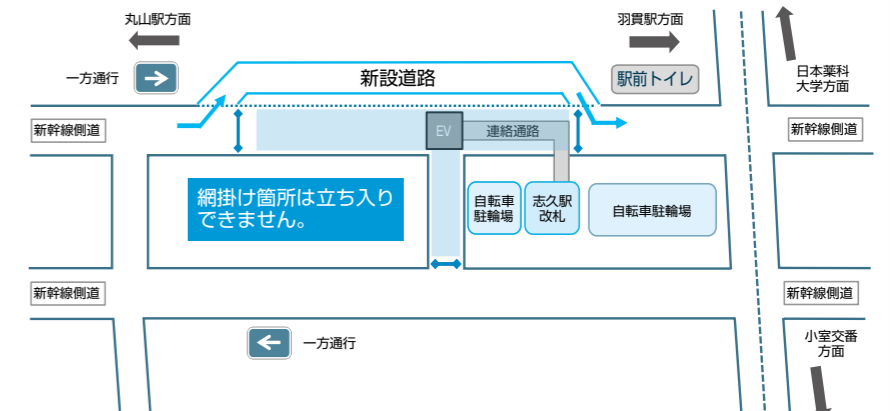 丸山駅方面
羽貫駅方面
一方通行
新設道路
駅前トイレ
日本薬科
大学方面
新幹線側道
EV
連絡通路
新幹線側道
網掛け箇所は立ち入り
できません。
自転車
駐輪場
志久駅
改札
自転車駐輪場
新幹線側道
新幹線側道
一方通行
小室交番
方面